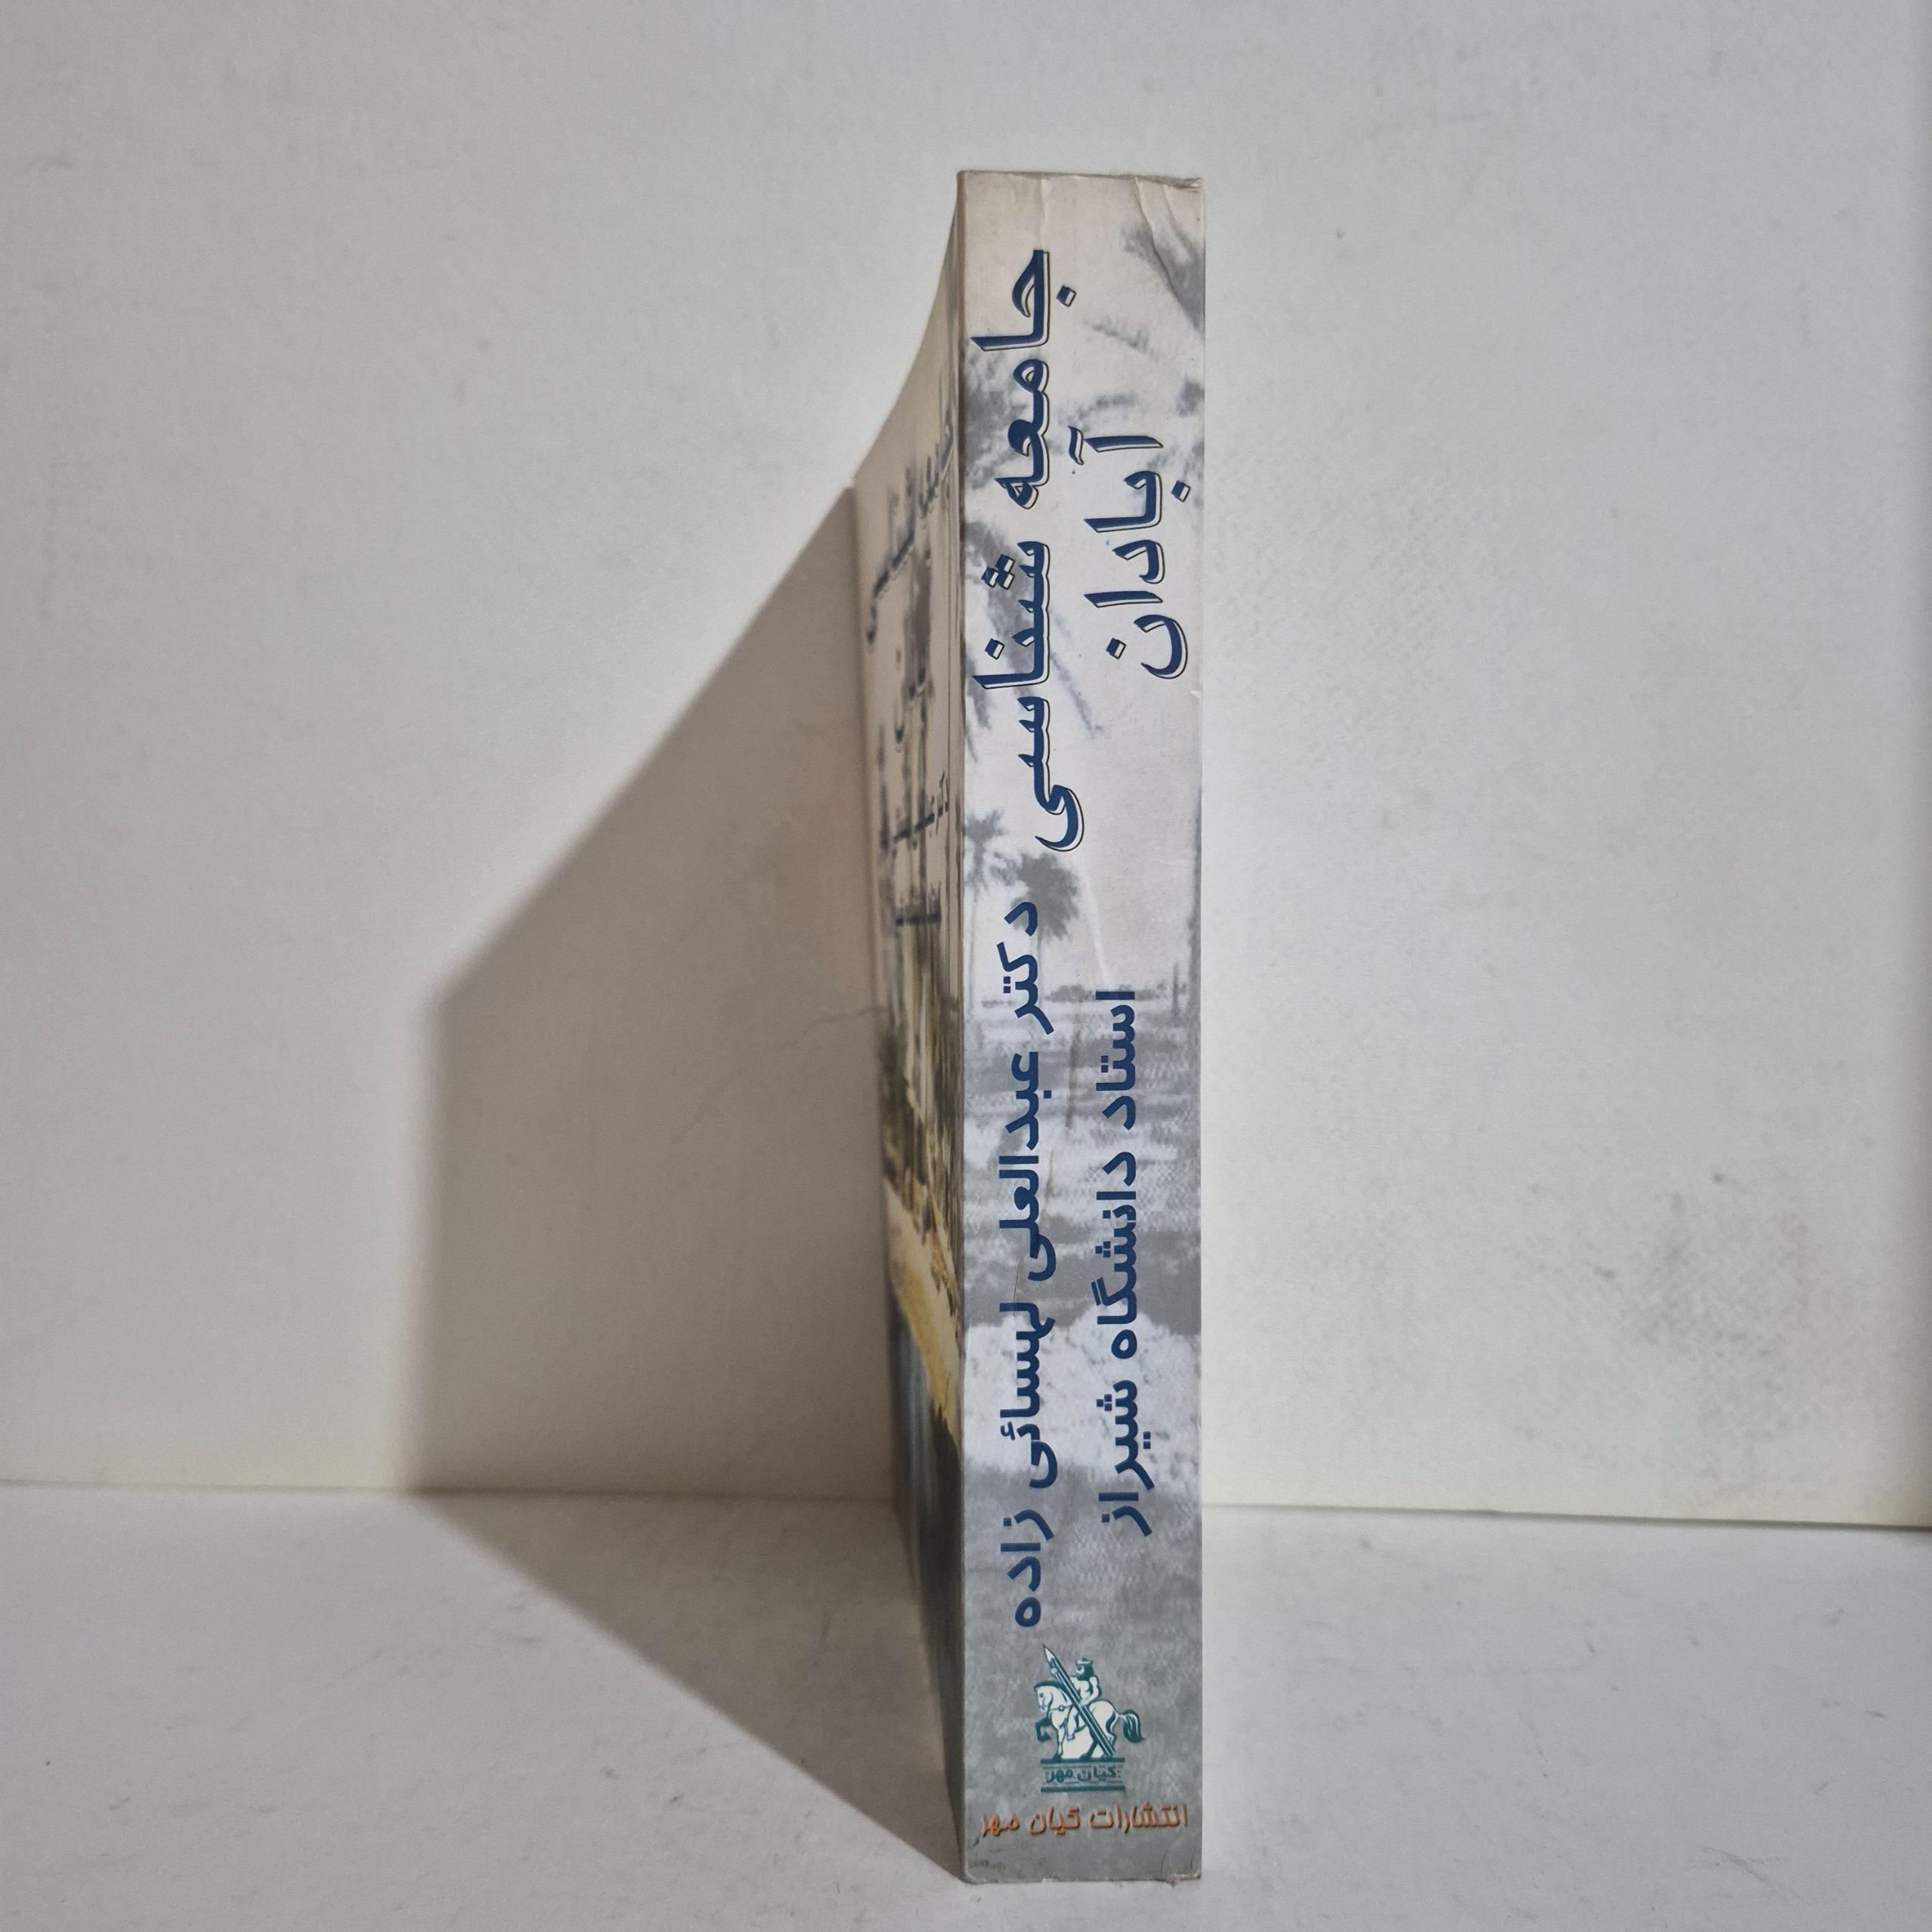 جامعه شناسی
آبادان
دکتر عبدالعلی لهسائی زاده
استاد دانشگاه شیراز
کیان مهر
انتشارات کیان مهر